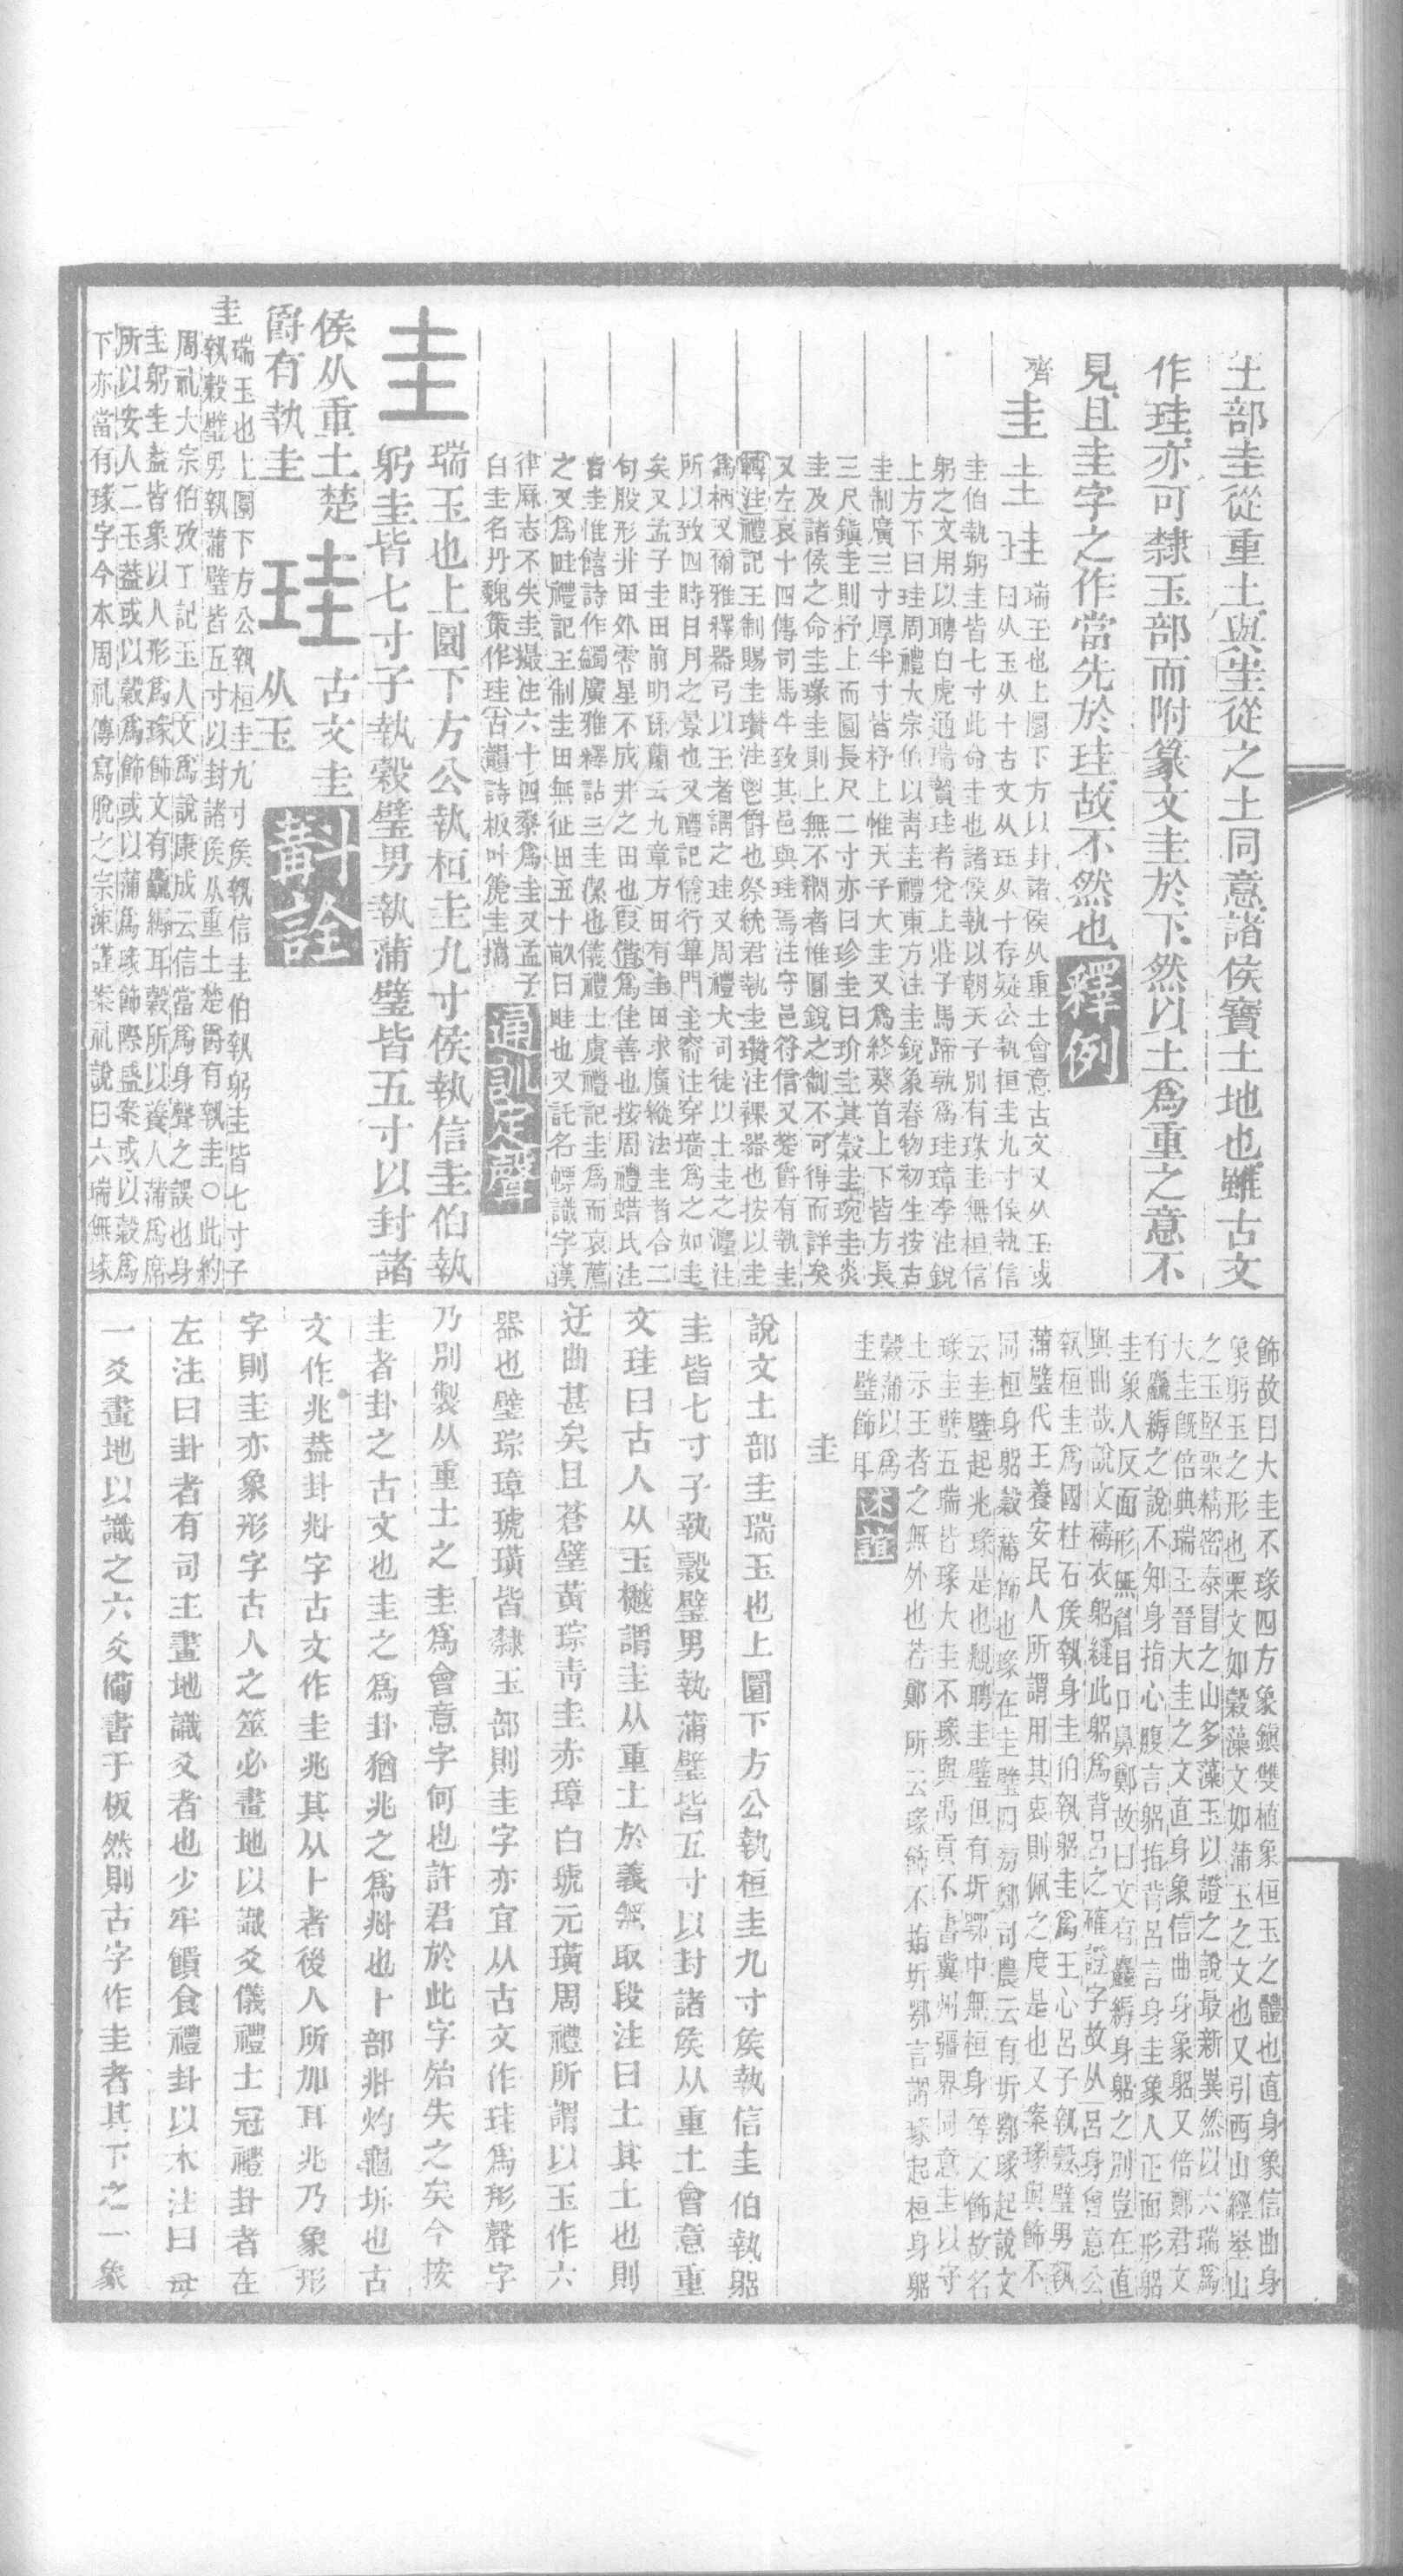 土部圭從重土與坐從之土同意諸侯寶土地也雖古文
作珪亦可隸玉部而附篆文圭於下然以土爲重之意不
見且圭字之作當先於珪故不然也釋例
齊圭
瑞玉也上圜下方以封諸侯从重土會意古文又从玉或
曰从玉从十古文从珏从十存疑公執桓圭九寸侯執信
圭伯執躬圭皆七寸此命圭也諸侯執以朝天子別有瑑圭無桓信
躬之文用以聘白虎通瑞贄珪者兌上莊子馬蹄孰爲珪璋李注銳
上方下曰珪周禮大宗伯以靑圭禮東方注圭銳象春物初生按古
圭制廣三寸厚半寸皆杼上惟天子大圭又爲終葵首上下皆方長
三尺鎭圭則杼上而圓長尺二寸亦曰珍圭曰玠圭其穀圭琬圭琰
圭及諸侯之命圭瑑圭則上無不稠者惟圓銳之制不可得而詳矣
又左哀十四傳司馬牛致其邑與珪焉注守邑符信又楚爵有執圭
韓注禮記王制賜圭瓚注鬯爵也祭統君執圭瓚注祼器也按以圭
爲柄又爾雅釋器弓以玉者謂之珪又周禮大司徒以土圭之灋注
所以致四時日月之景也又禮記儒行篳門圭窬注穿墻爲之如圭
矣又孟子圭田前明孫蘭云九章方田有圭田求廣縱法圭者合二
句股形井田外零星不成井之田也叚借爲佳善也按周禮蜡氏注
皆圭惟饎詩作蠲廣雅釋詁三圭潔也儀禮士虞禮記圭爲而哀薦
之又爲畦禮記王制圭田無征田五十畝曰畦也又託名幖識字漢
律厤志不失圭撮注六十四黍爲圭又孟子
白圭名丹魏策作珪古韻詩板叶篪圭攜通訓定聲
圭瑞玉也上圜下方公執桓圭九寸侯執信圭伯執
躬圭皆七寸子執穀璧男執蒲璧皆五寸以封諸
侯从重土楚
爵有執圭珪古文圭
从玉斠詮
圭瑞玉也上圜下方公執桓圭九寸矦執信圭伯執躬圭皆七寸子
執穀璧男執蒲璧皆五寸以封諸矦从重土楚爵有執圭○此約
周礼大宗伯攷工記玉人文爲說康成云信當爲身聲之誤也身
圭躬圭葢皆象以人形爲瑑飾文有麤縟耳穀所以養人蒲爲席
所以安人二玉葢或以穀爲飾或以蒲爲瑑飾際盛案或以穀爲
下亦當有瑑字今本周礼傳寫脫之宗涑謹案礼說曰六瑞無瑑
飾故曰大圭不瑑四方象鎭雙植象桓玉之體也直身象信曲身
象躬玉之形也栗文如穀藻文如蒲玉之文也又引西山經峚山
之玉堅栗精密泰冒之山多藻玉以證之說最新異然以六瑞爲
大圭旣倍典瑞王晉大圭之文直身象信曲身象躳又倍鄭君文
有麤縟之說不知身指心腹言躳指背呂言身圭象人正面形躳
圭象人反面形無眉目口鼻鄭故曰文有麤縟身躳之別豈在直
與曲哉說文裯衣躳縫此躳爲背呂之確證字故从呂身會意公
執桓圭爲國柱石矦執身圭伯執躳圭爲王心呂子執穀璧男執
蒲璧代王養安民人所謂用其衷則佩之度是也又案瑑與飾不
同桓身躳穀蒲飾也瑑在圭璧四旁鄭司農云有圻鄂瑑起說文
云圭璧起兆瑑是也覜聘圭璧但有圻鄂中無桓身等文飾故名
瑑圭璧五瑞皆瑑大圭不瑑與禹貢不書冀州疆界同意圭以守
土示王者之無外也若鄭所云瑑飾不指圻鄂言謂瑑起桓身躳
穀蒲以爲
圭璧飾耳述誼
圭
說文土部圭瑞玉也上圜下方公執桓圭九寸矦執信圭伯執躳
圭皆七寸子執穀璧男執蒲璧皆五寸以封諸矦从重土會意重
文珪曰古人从玉樾謂圭从重土於義無取段注曰土其土也則
迂曲甚矣且蒼璧黃琮靑圭赤璋白琥元璜周禮所謂以玉作六
器也璧琮璋琥璜皆隸玉部則圭字亦宜从古文作珪爲形聲字
乃別製从重土之圭爲會意字何也許君於此字殆失之矣今按
圭者卦之古文也圭之爲卦猶兆之爲𠧞也卜部𠧞灼龜坼也古
文作兆葢卦𠧞字古文作圭兆其从卜者後人所加耳兆乃象形
字則圭亦象形字古人之筮必畫地以識爻儀禮士冠禮卦者在
左注曰卦者有司主畫地識爻者也少牢饋食禮卦以木注曰每
一爻畫地以識之六爻備書于板然則古字作圭者其下之一象